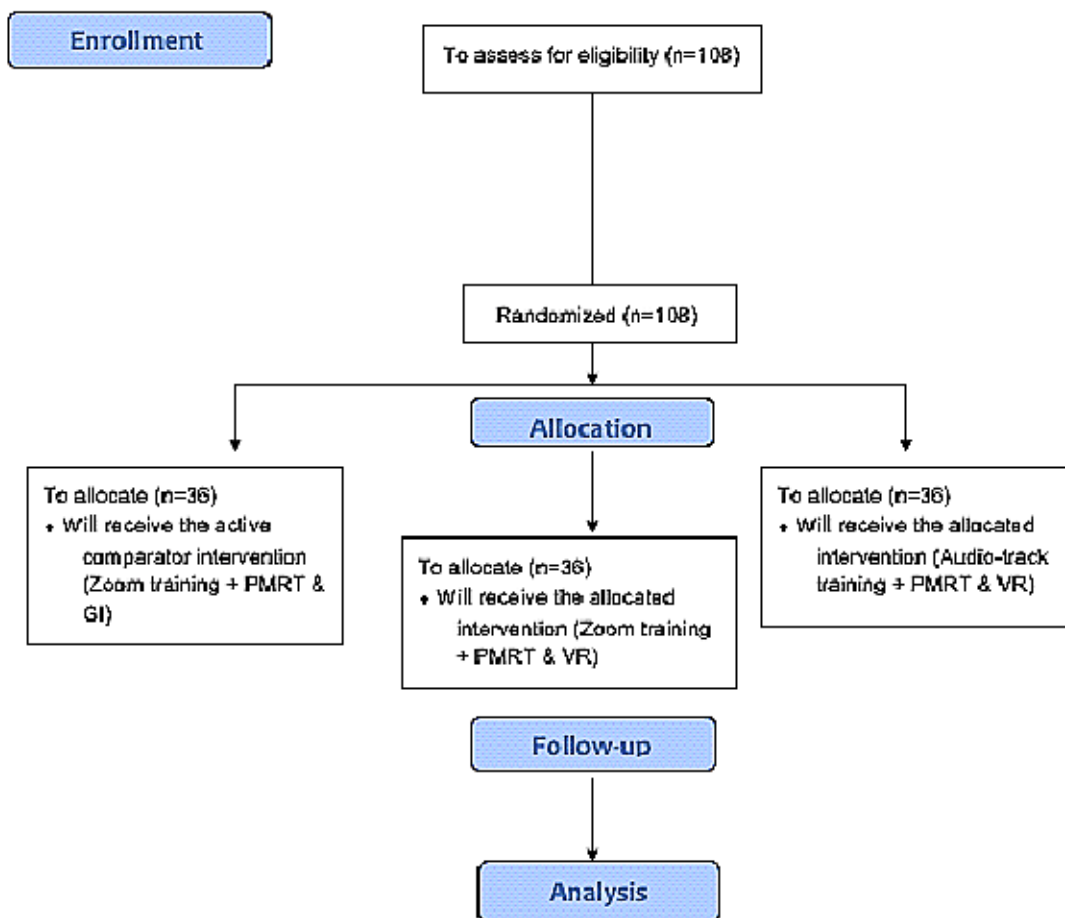 Enrollment
To assess for eligibility (n=108)
Randomized (n=108)
Allocation
To allocate (n=36)
• Will receive the active
comparator intervention
(Zoom training + PMRT &
GI)
To allocate (n=36)
• Will receive the allocated
intervention (Zoom training
+ PMRT & VR)
To allocate (n=36)
• Will receive the allocated
intervention (Audio-track
training + PMRT & VR)
Follow-up
Analysis